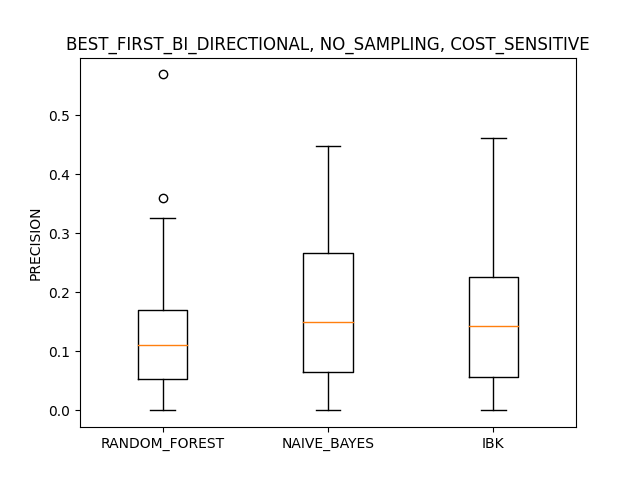 BEST_FIRST_BI_DIRECTIONAL, NO_SAMPLING, COST_SENSITIVE
PRECISION
0.5
0.4
0.3
0.2
0.1
0.0
RANDOM_FOREST NAIVE_BAYES IBK